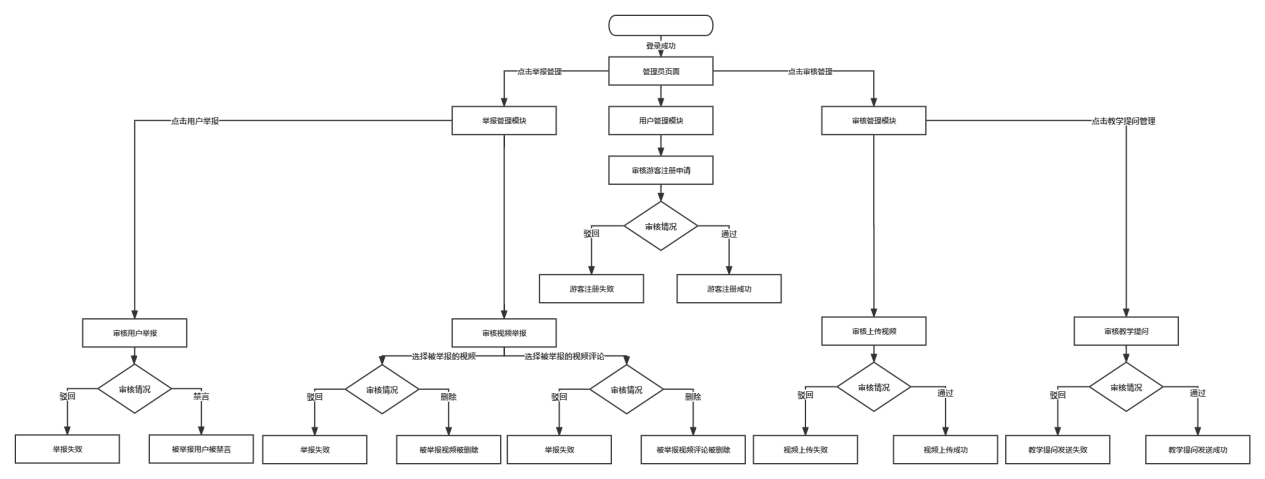 登录成功
点击举报管理
管理员页面
点击审核管理
点击用户举报
举报管理模块
用户管理模块
审核管理模块
点击教学提问管理
审核游客注册申请
审核情况
驳回
通过
游客注册失败
游客注册成功
审核用户举报
审核视频举报
审核上传视频
审核教学提问
选择被举报的视频
选择被举报的视频评论
审核情况
审核情况
审核情况
审核情况
审核情况
驳回
禁言
驳回
删除
驳回
删除
驳回
通过
驳回
通过
举报失败
被举报用户被禁言
举报失败
被举报视频被删除
举报失败
被举报视频评论被删除
视频上传失败
视频上传成功
教学提问发送失败
教学提问发送成功